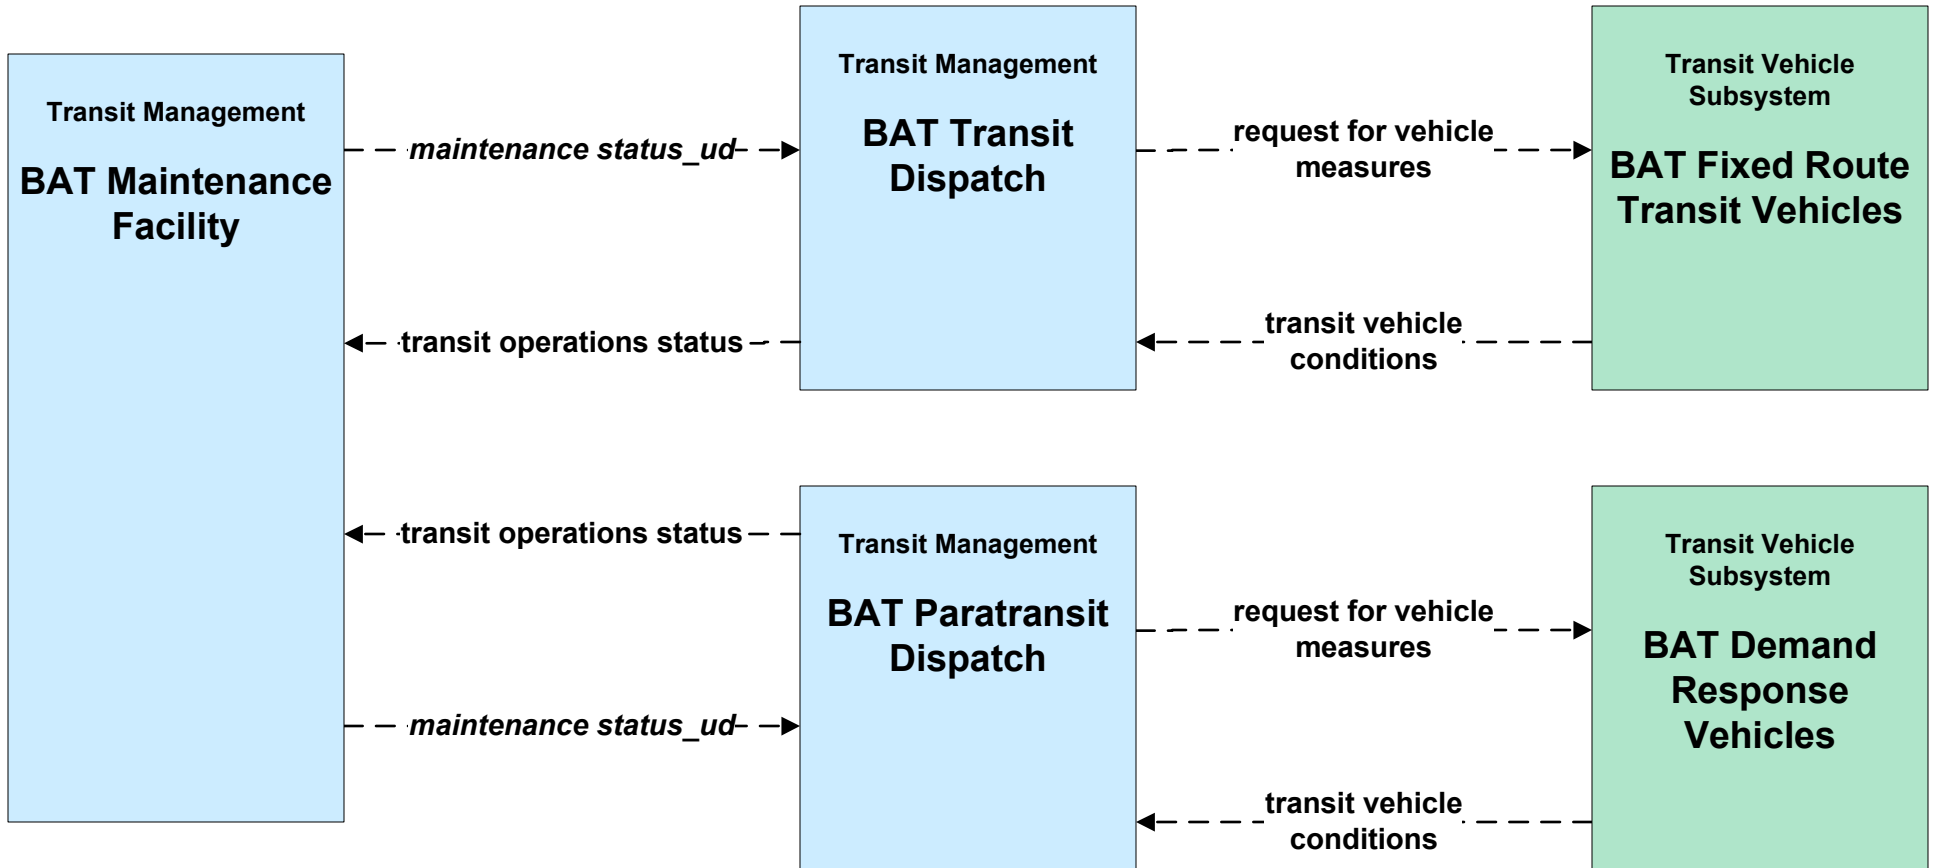 Transit Management
BAT Maintenance
Facility
maintenance status_ud
transit operations status
transit operations status
maintenance status_ud
Transit Management
BAT Transit
Dispatch
request for vehicle
measures
transit vehicle
conditions
Transit Vehicle
Subsystem
BAT Fixed Route
Transit Vehicles
Transit Management
BAT Paratransit
Dispatch
request for vehicle
measures
transit vehicle
conditions
Transit Vehicle
Subsystem
BAT Demand
Response
Vehicles